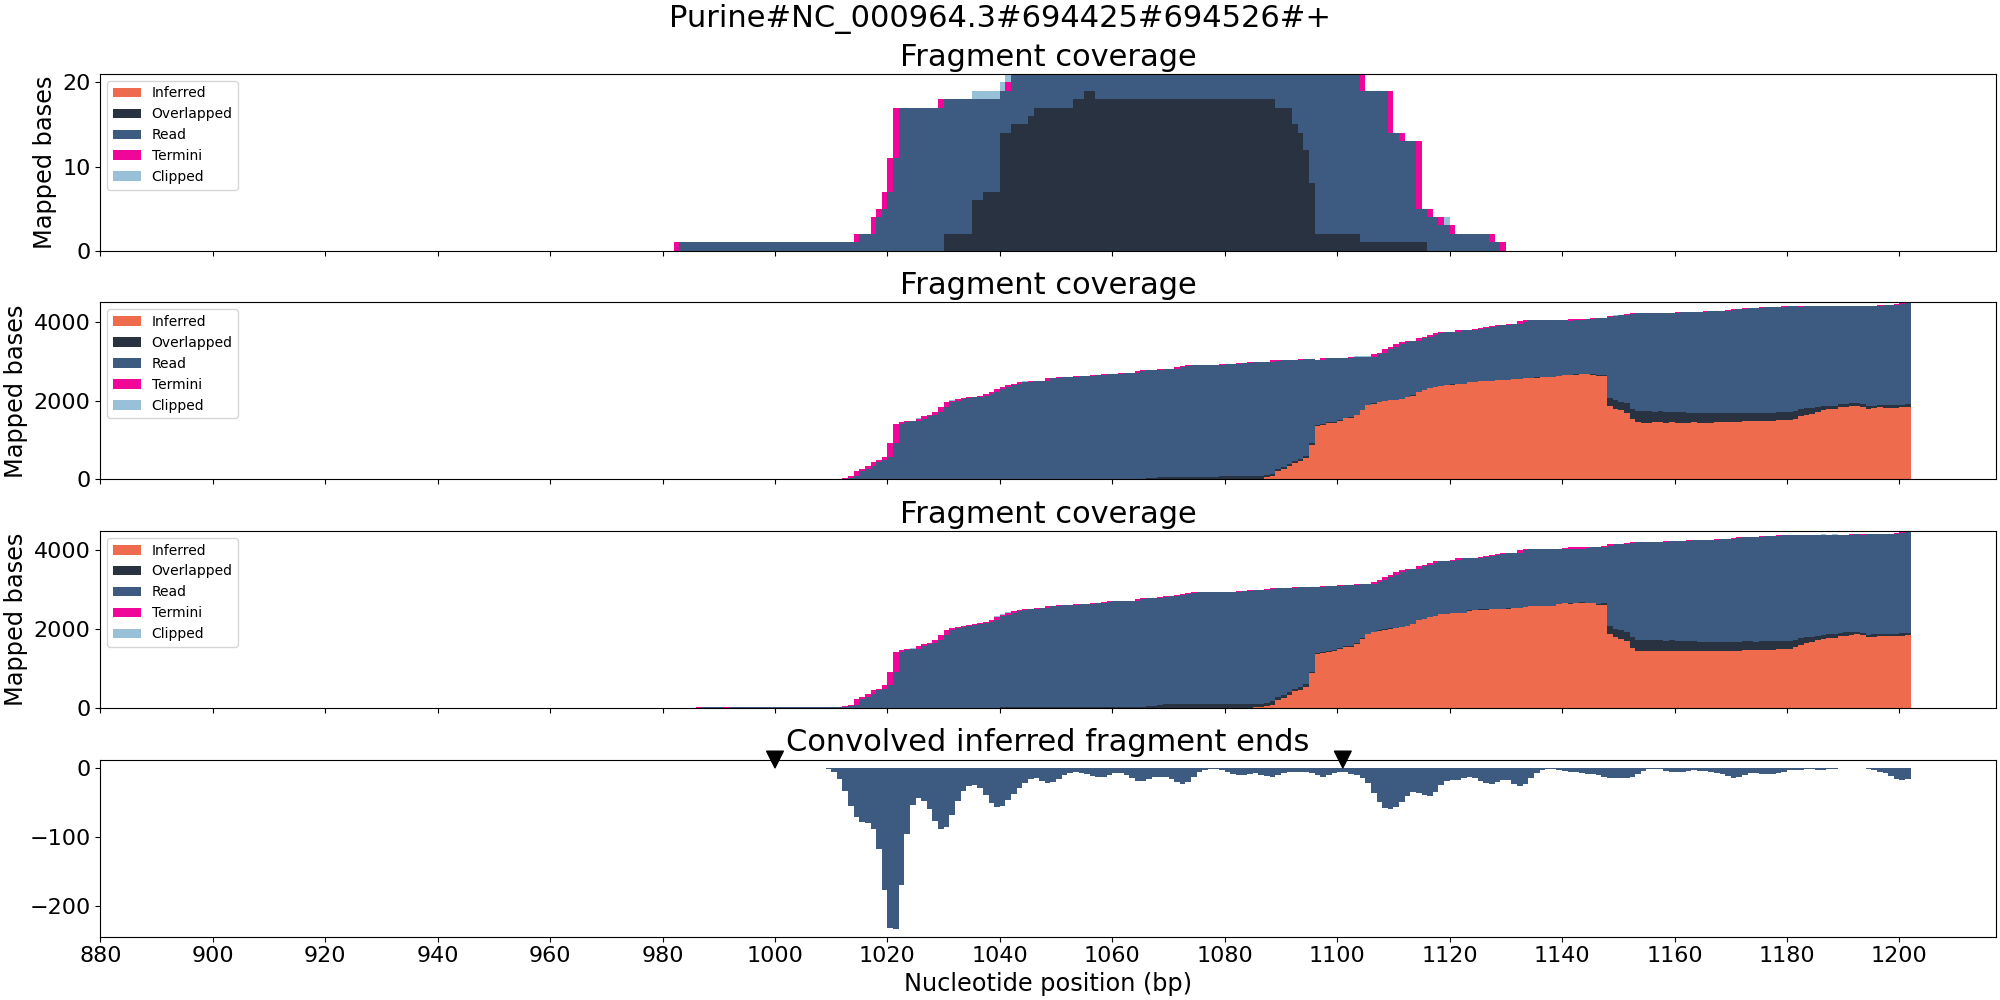 Purine#NC_000964.3#694425#694526#+
Fragment coverage
Mapped bases
20
10
0
Inferred
Overlapped
Read
Termini
Clipped
Fragment coverage
Mapped bases
4000
2000
0
Inferred
Overlapped
Read
Termini
Clipped
Fragment coverage
Mapped bases
4000
2000
0
Inferred
Overlapped
Read
Termini
Clipped
Convolved inferred fragment ends
0
−100
−200
880 900 920 940 960 980 1000 1020 1040 1060 1080 1100 1120 1140 1160 1180 1200
Nucleotide position (bp)